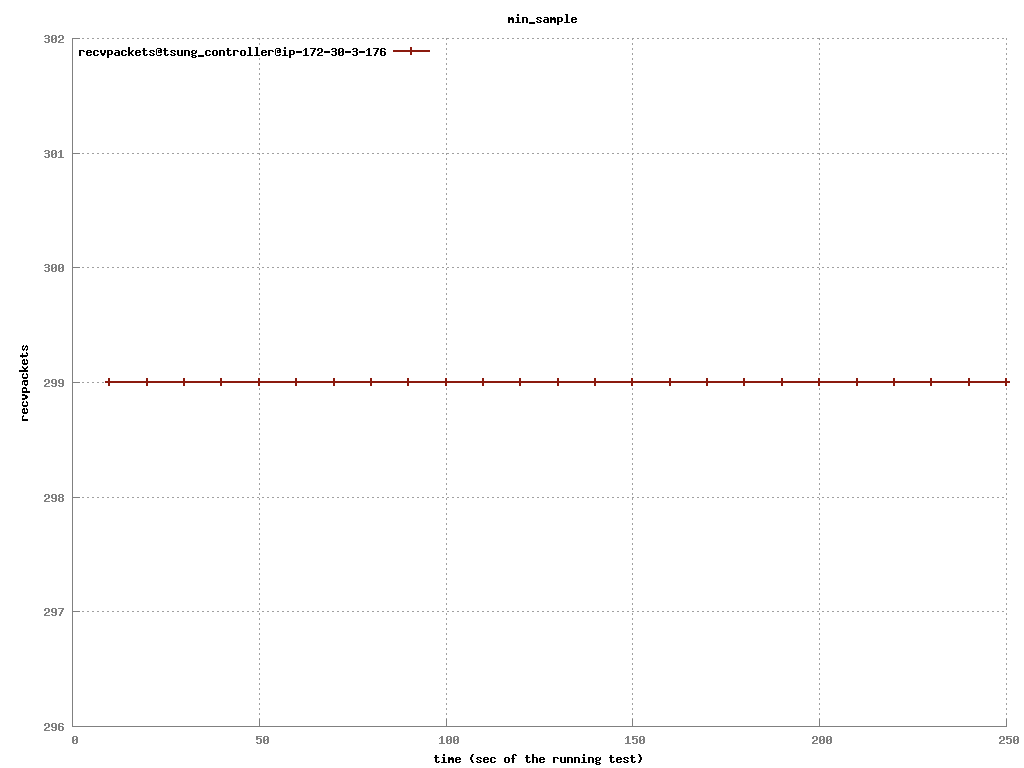 min_sample
302
recvpackets@tsung_controller@ip-172-30-3-176
301
300
299
298
297
296
recvpackets
0 50 100 150 200 250
time (sec of the running test)